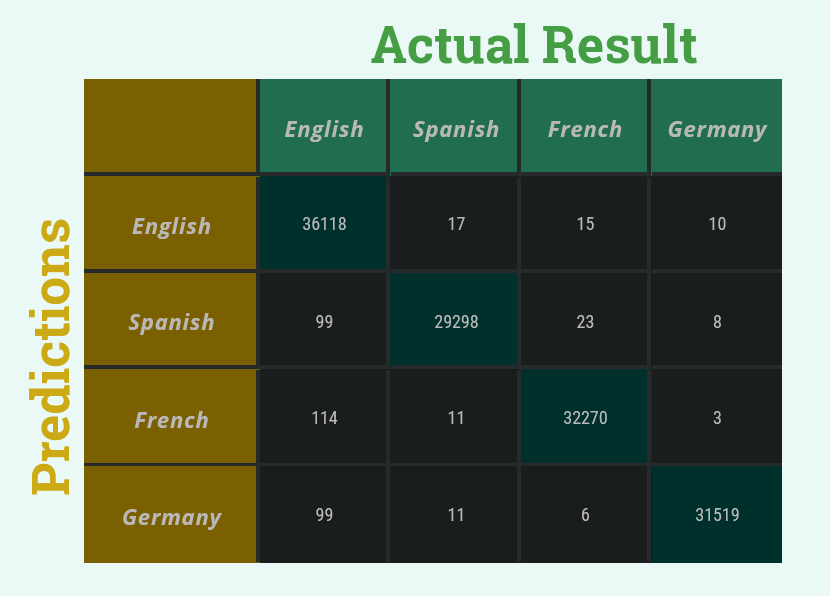 Actual Result
English Spanish French Germany
Predictions
English 36118 17 15 10
Spanish 99 29298 23 8
French 114 11 32270 3
Germany 99 11 6 31519